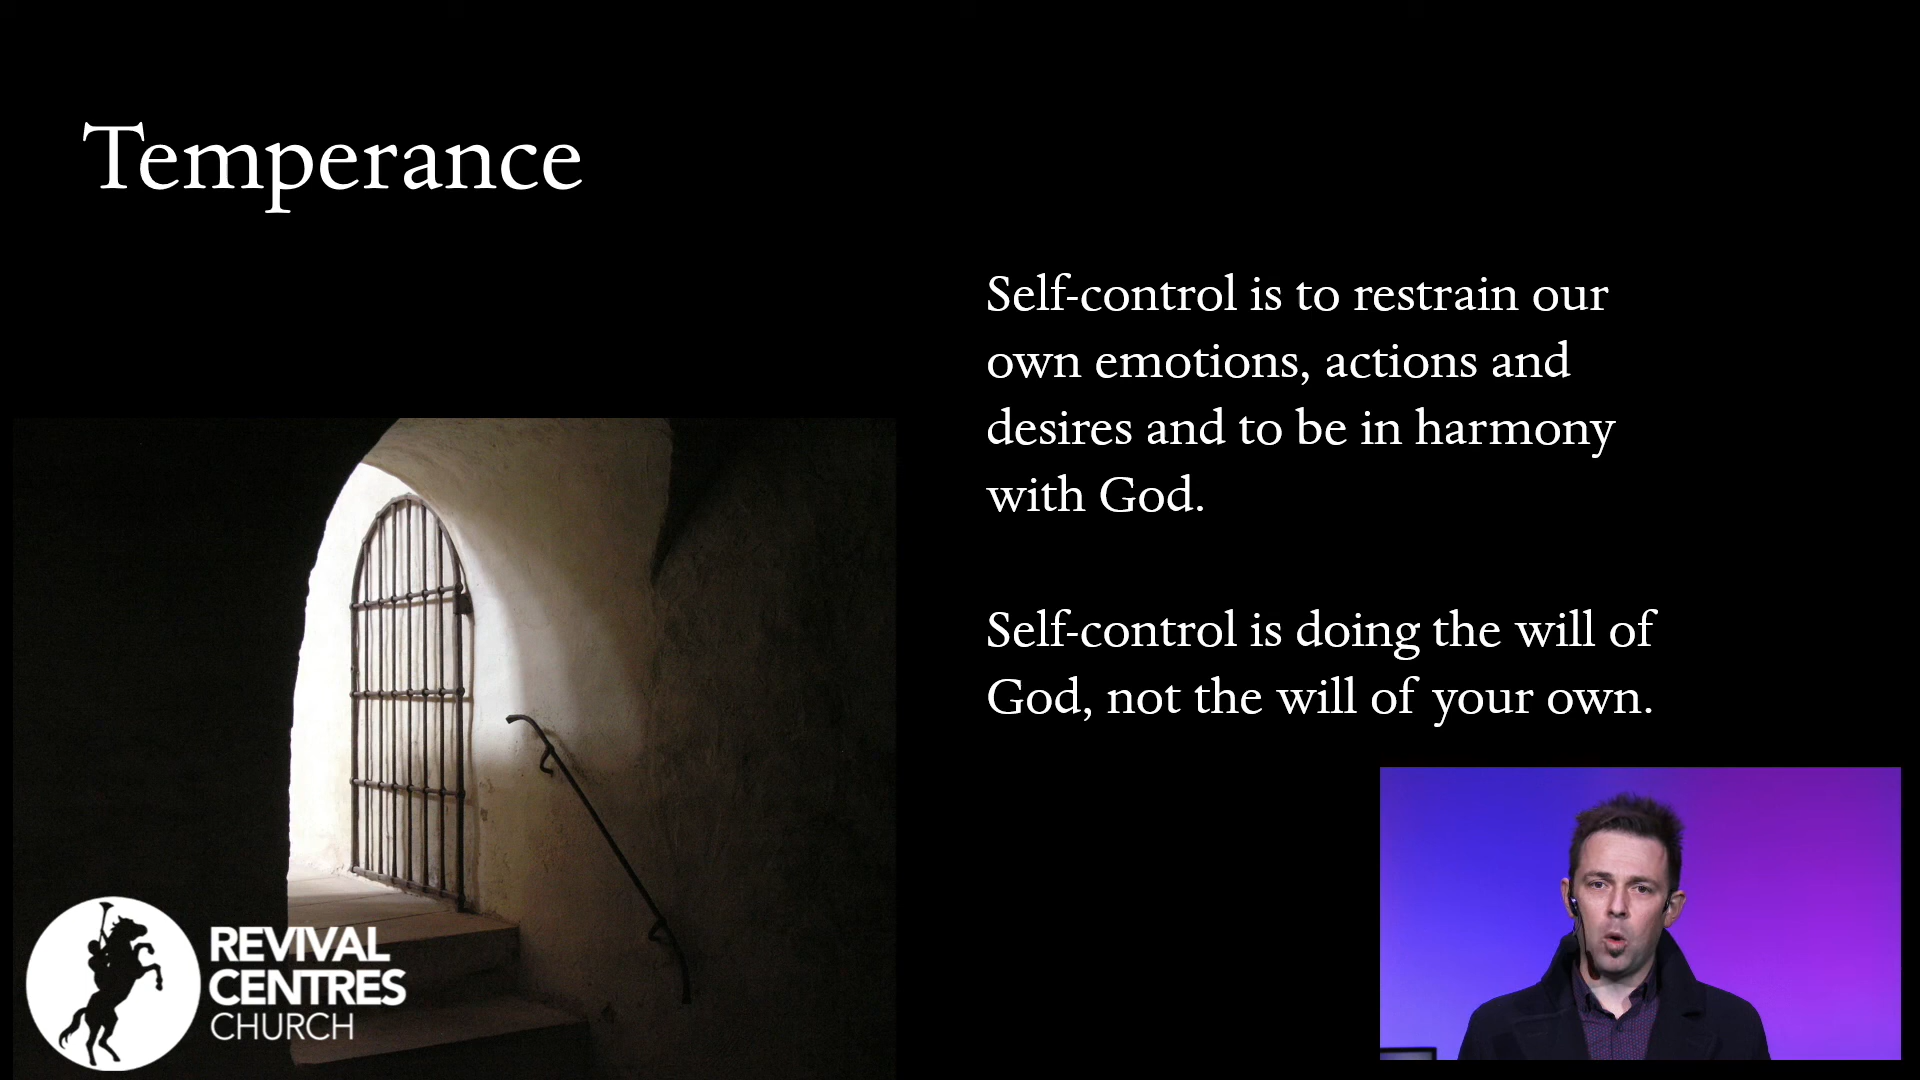 Temperance
Self-control is to restrain our
own emotions, actions and
desires and to be in harmony
with God.
Self-control is doing the will of
God, not the will of your own.
REVIVAL
CENTRES
CHURCH